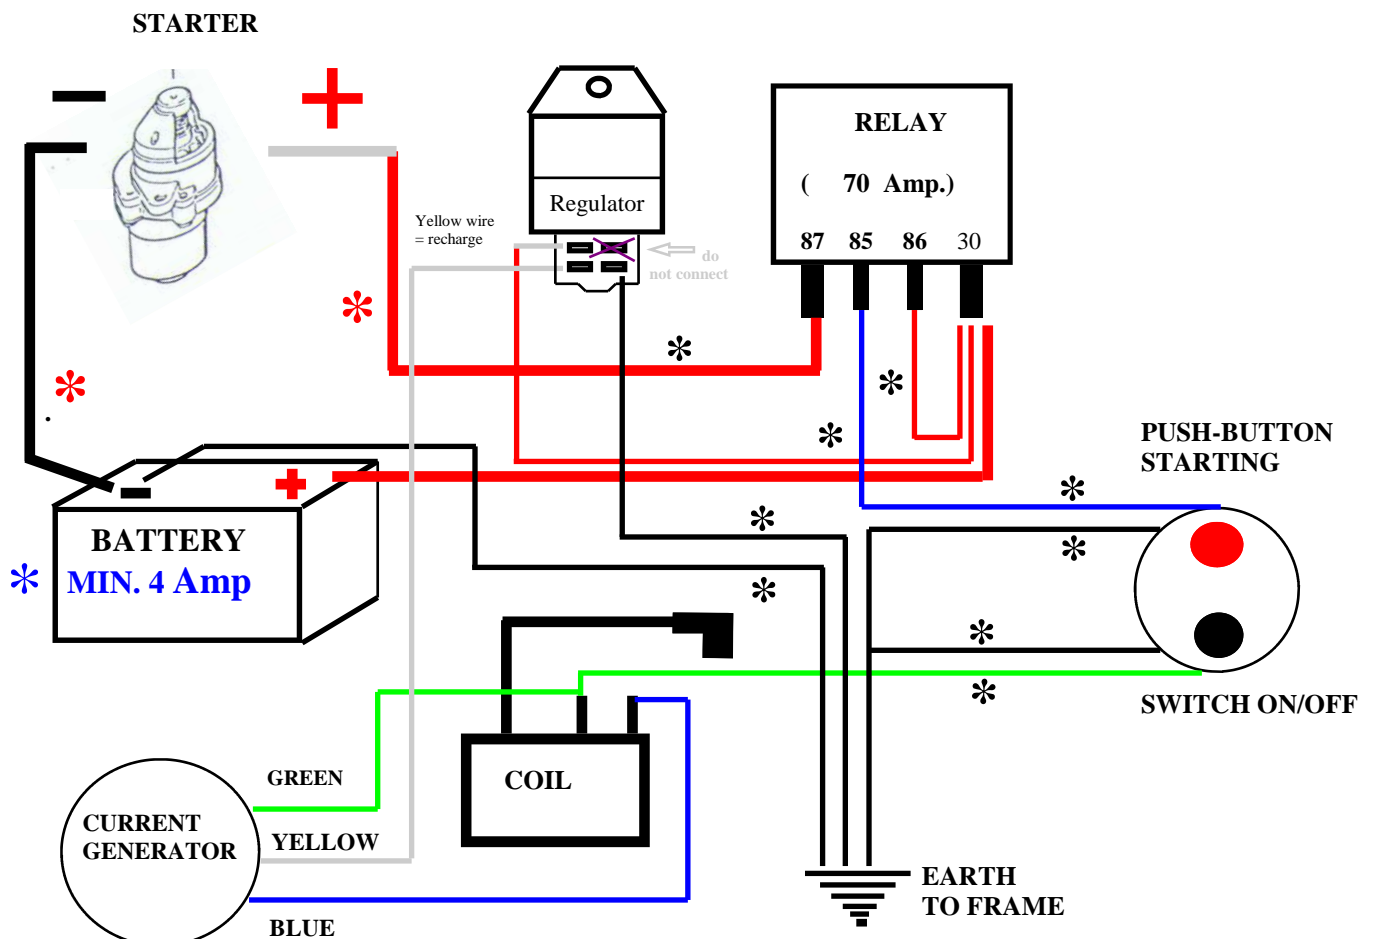 STARTER
RELAY
( 70 Amp.)
87 85 86 30
Regulator
Yellow wire
= recharge
do
not connect
PUSH-BUTTON
STARTING
BATTERY
MIN. 4 Amp
SWITCH ON/OFF
COIL
GREEN
CURRENT
GENERATOR
YELLOW
BLUE
EARTH
TO FRAME